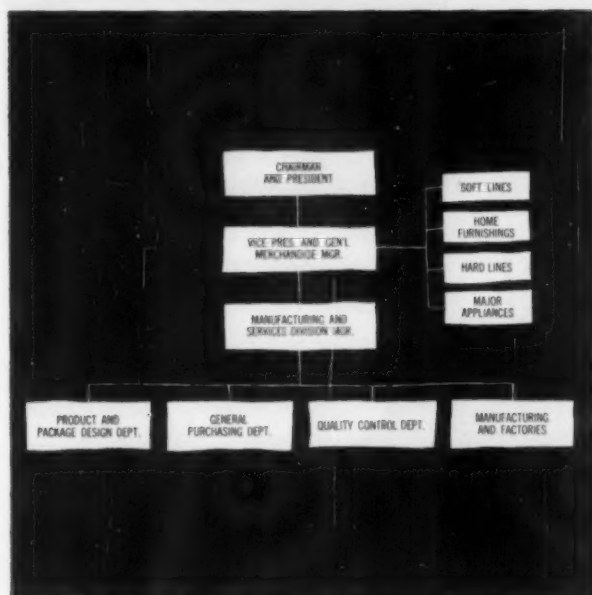 CHAIRMAN
AND PRESIDENT
VICE PRES. AND GEN'L
MERCHANDISE MGR.
SOFT LINES
HOME
FURNISHINGS
HARD LINES
MAJOR
APPLIANCES
MANUFACTURING AND
SERVICES DIVISION MGR.
PRODUCT AND
PACKAGE DESIGN DEPT.
GENERAL
PURCHASING DEPT.
QUALITY CONTROL DEPT.
MANUFACTURING
AND FACTORIES